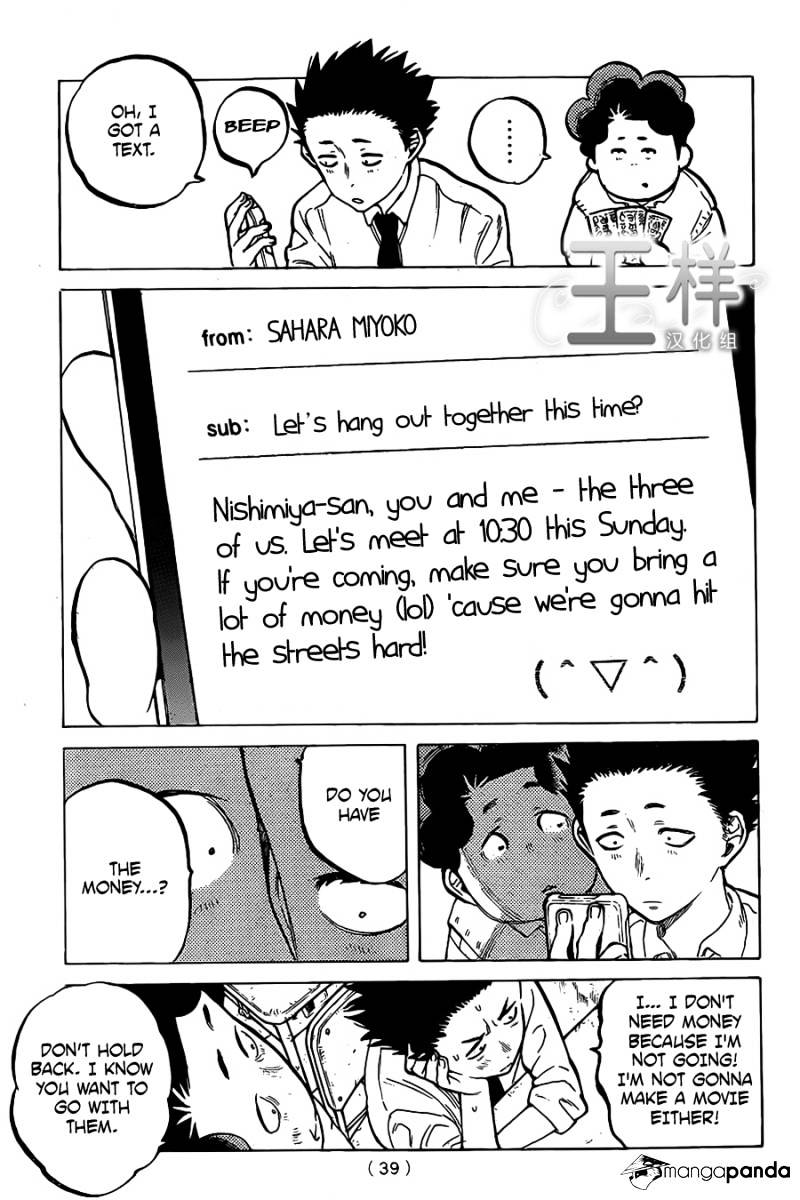 OH, I
GOT A
TEXT.
BEEP
王样
汉化组
from: SAHARA MIYOKO
sub: Let's hang out together this time?
Nishimiya-san, you and me - the three
of us. Let's meet at 10:30 this Sunday.
If you're coming, make sure you bring a
lot of money (lol) 'cause we're gonna hit
the streets hard!
( ^ ▽ ^ )
DO YOU
HAVE
THE
MONEY...?
I... I DON'T
NEED MONEY
BECAUSE I'M
NOT GOING!
I'M NOT GONNA
MAKE A MOVIE
EITHER!
DON'T HOLD
BACK. I KNOW
YOU WANT TO
GO WITH
THEM.
( 39 )
mangapanda